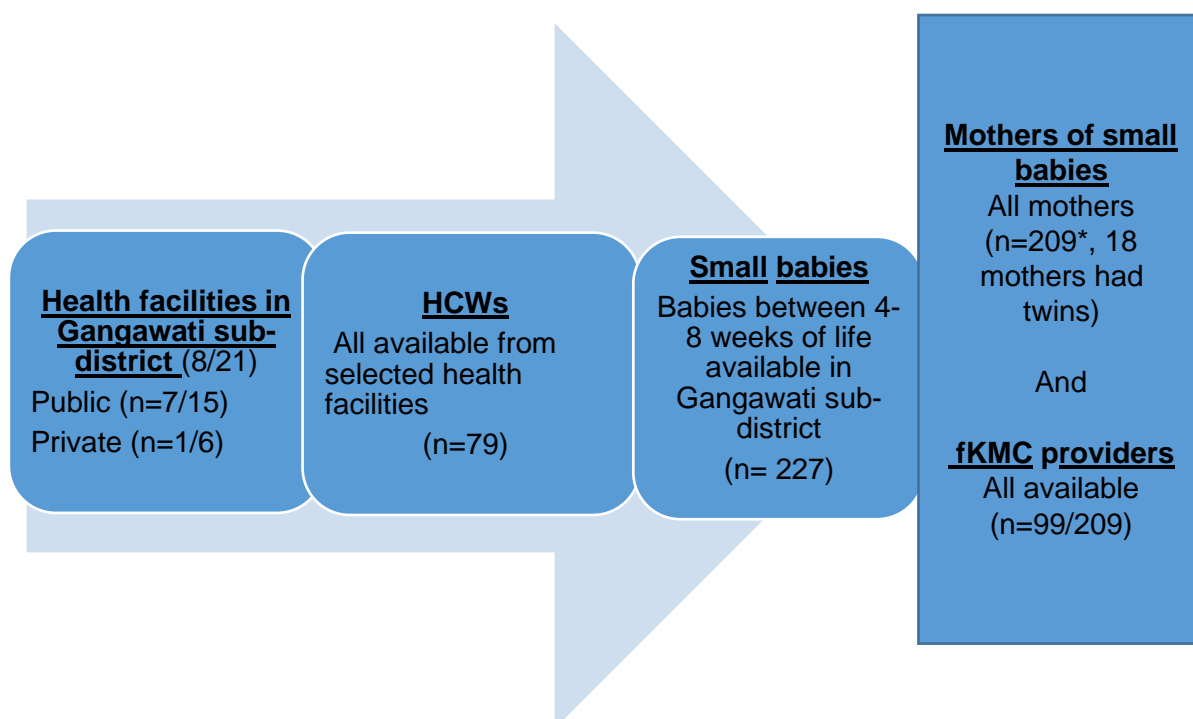 Health facilities in
Gangawati sub-
district (8/21)
Public (n=7/15)
Private (n=1/6)
HCWs
All available from
selected health
facilities
(n=79)
Small babies
Babies between 4-
8 weeks of life
available in
Gangawati sub-
district
(n= 227)
Mothers of small
babies
All mothers
(n=209*, 18
mothers had
twins)
And
fKMC providers
All available
(n=99/209)